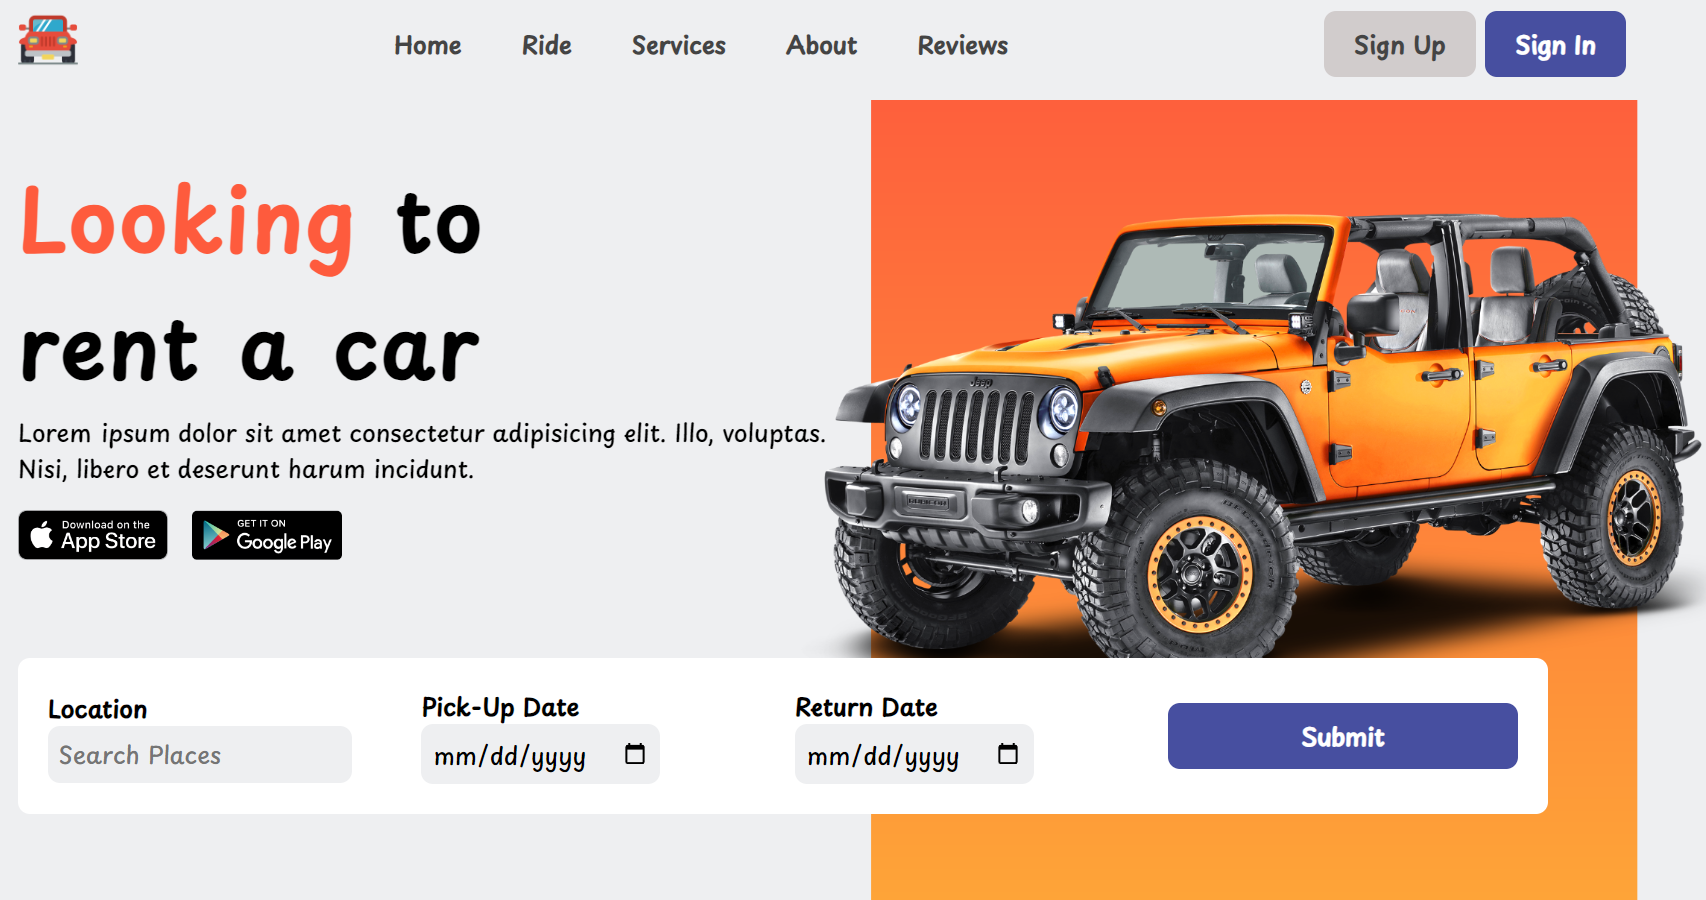 Home Ride Services About Reviews Sign Up Sign In
Looking to
rent a car
Lorem ipsum dolor sit amet consectetur adipisicing elit. Illo, voluptas.
Nisi, libero et deserunt harum incidunt.
Download on the
App Store
GET IT ON
Google Play
Jeep
Location Pick-Up Date Return Date
Search Places mm/dd/yyyy mm/dd/yyyy Submit